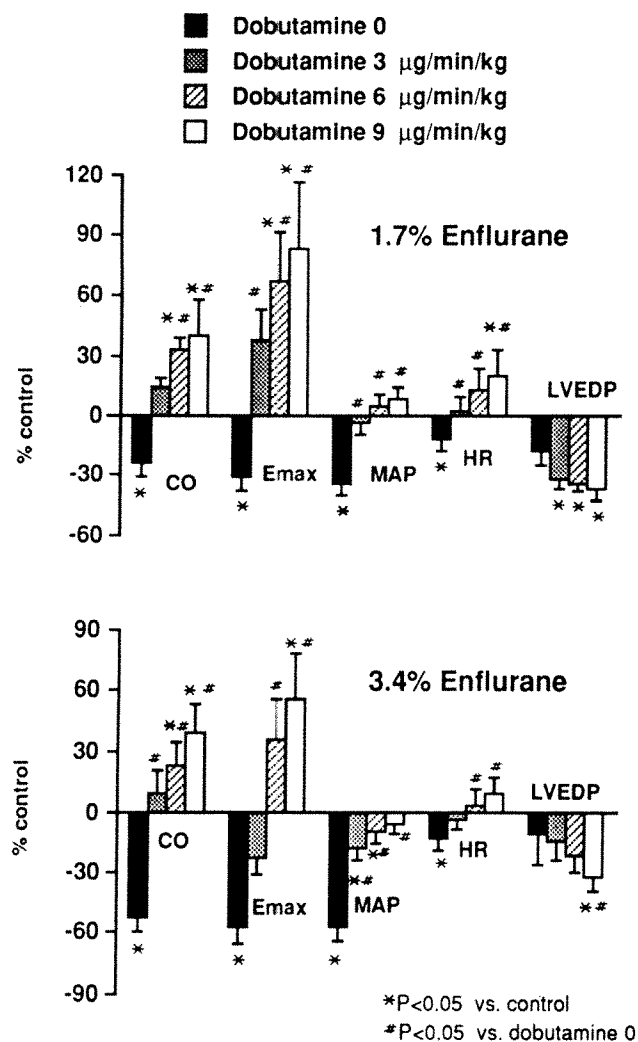 Dobutamine 0
Dobutamine 3 µg/min/kg
Dobutamine 6 µg/min/kg
Dobutamine 9 µg/min/kg
120
90
60
30
0
-30
-60
% control
1.7% Enflurane
* # * # # * # * #
# # # # # * #
LVEDP
CO
Emax
MAP
HR
* * * * * * *
90
60
30
0
-30
-60
-90
% control
3.4% Enflurane
# * # * # # * #
# #
LVEDP
CO
Emax
MAP
HR
* * * * # * # # * * #
*P<0.05 vs. control
#P<0.05 vs. dobutamine 0